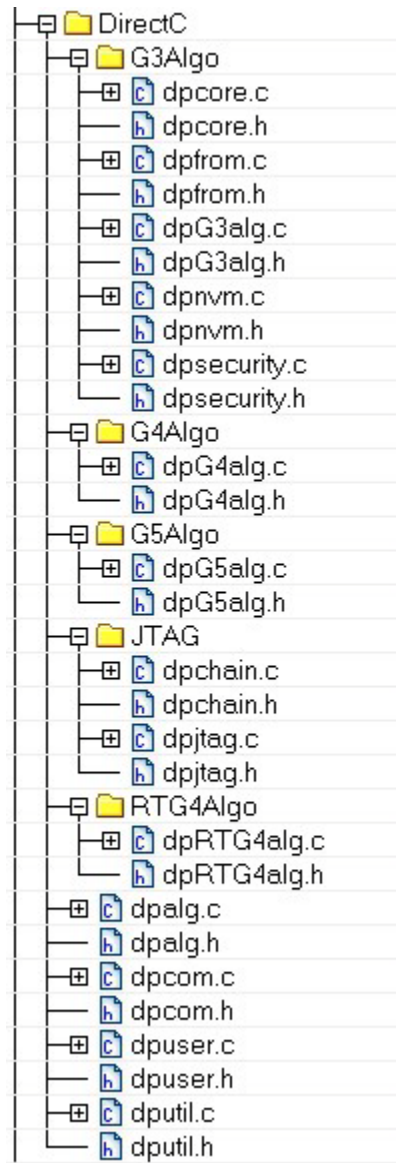 DirectC
G3Algo
dpcore.c
dpcore.h
dpfrom.c
dpfrom.h
dpG3alg.c
dpG3alg.h
dpnvm.c
dpnvm.h
dpsecurity.c
dpsecurity.h
G4Algo
dpG4alg.c
dpG4alg.h
G5Algo
dpG5alg.c
dpG5alg.h
JTAG
dpchain.c
dpchain.h
dpjtag.c
dpjtag.h
RTG4Algo
dpRTG4alg.c
dpRTG4alg.h
dpalg.c
dpalg.h
dpcom.c
dpcom.h
dpuser.c
dpuser.h
dputil.c
dputil.h